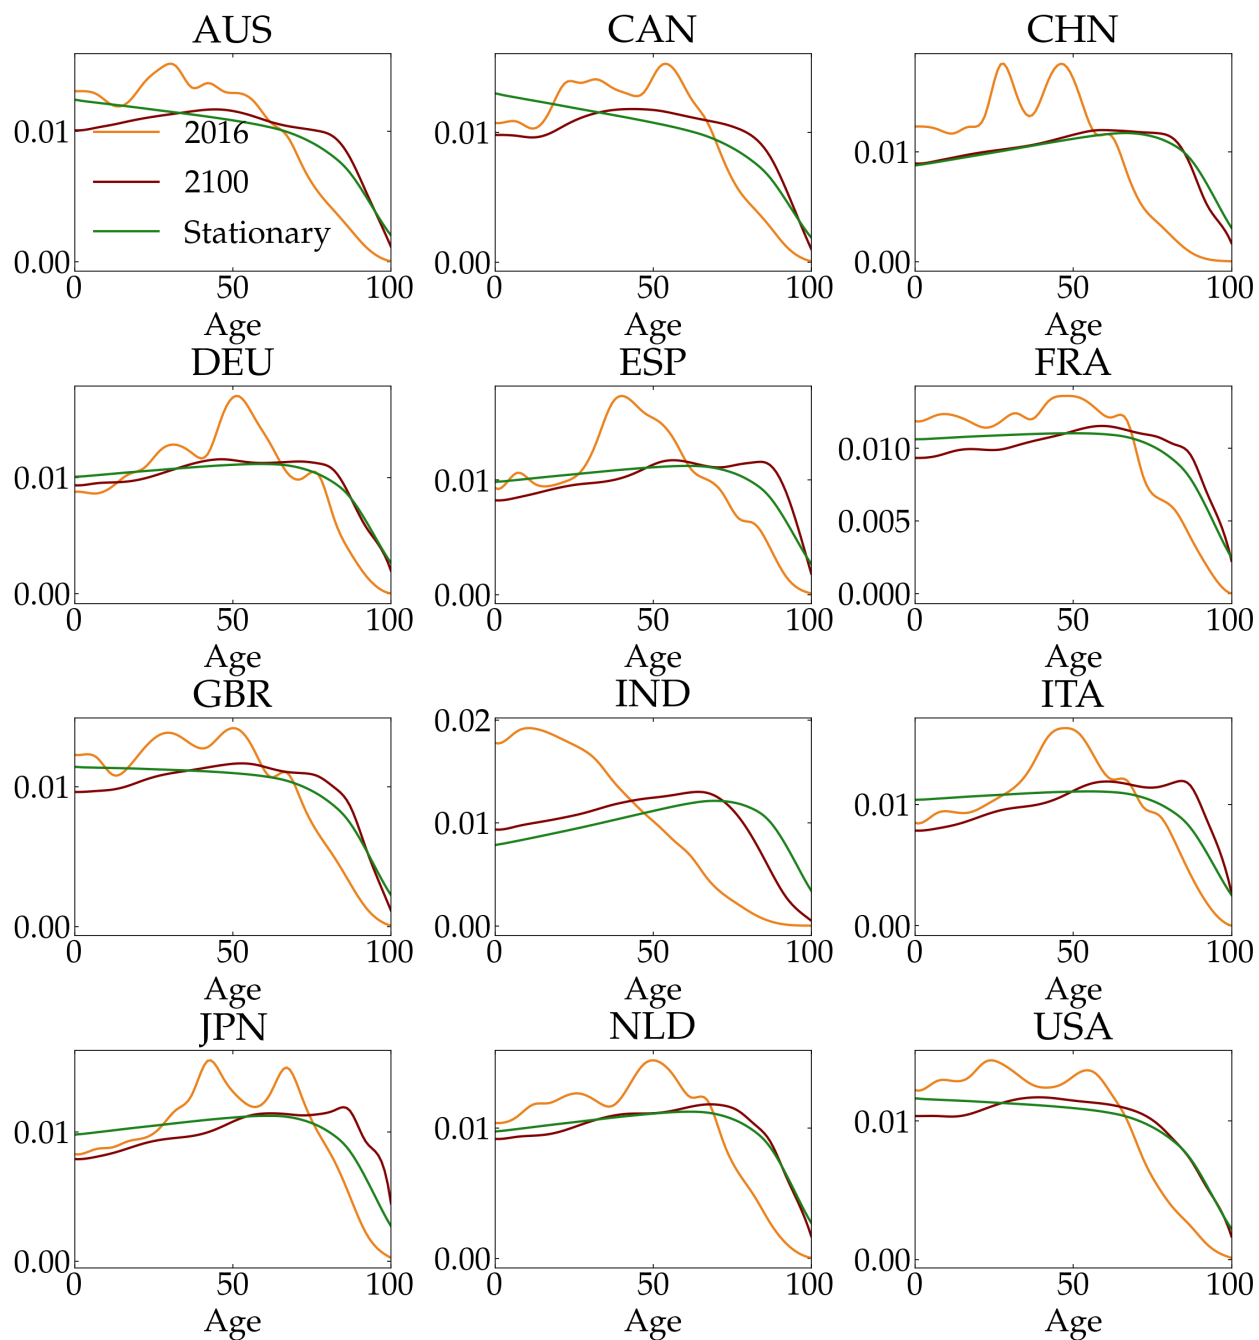 AUS CAN CHN
0.01 0.01 0.01
2016
2100
Stationary
0.00 0.00 0.00
0 50 100 0 50 100 0 50 100
Age Age Age
DEU ESP FRA
0.01 0.01 0.010
0.005
0.00 0.00 0.000
0 50 100 0 50 100 0 50 100
Age Age Age
GBR IND ITA
0.02
0.01 0.01 0.01
0.00 0.00 0.00
0 50 100 0 50 100 0 50 100
Age Age Age
JPN NLD USA
0.01 0.01 0.01
0.00 0.00 0.00
0 50 100 0 50 100 0 50 100
Age Age Age